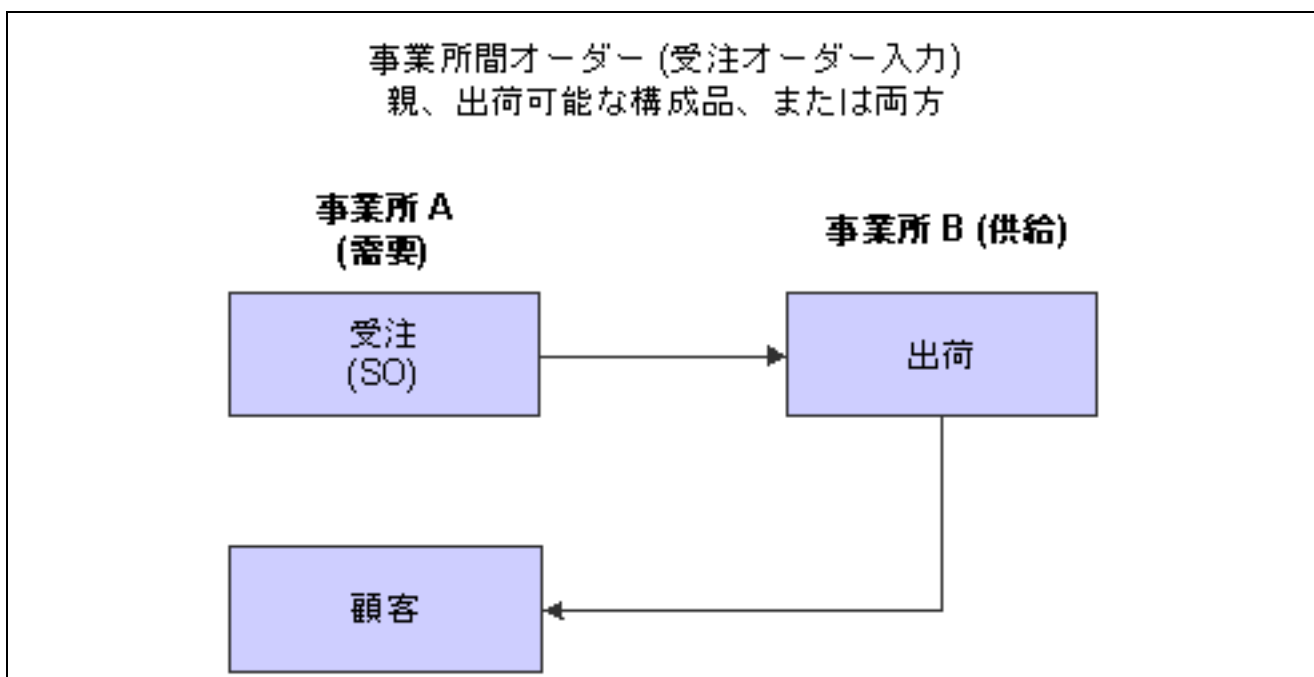 事業所間オーダー (受注オーダー入力)
親、出荷可能な構成品、または両方
事業所 A
(需要)
事業所 B (供給)
受注
(SO)
出荷
顧客